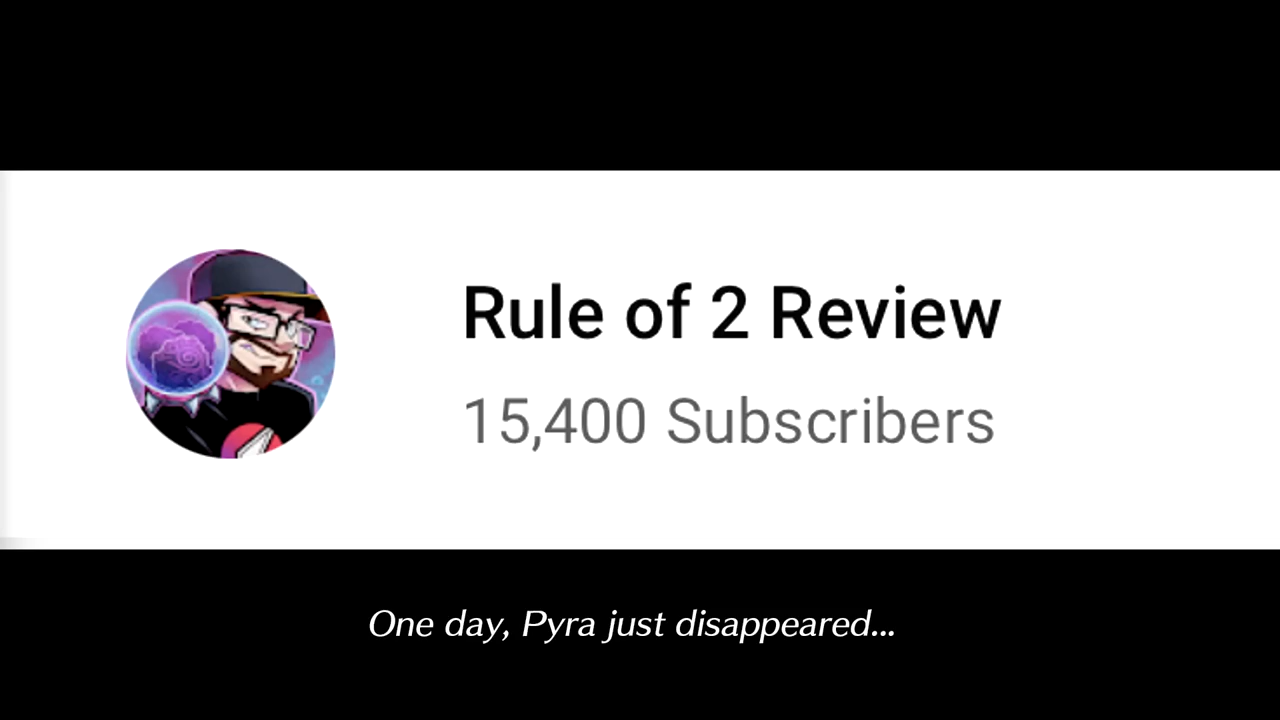 Rule of 2 Review
15,400 Subscribers
One day, Pyra just disappeared...